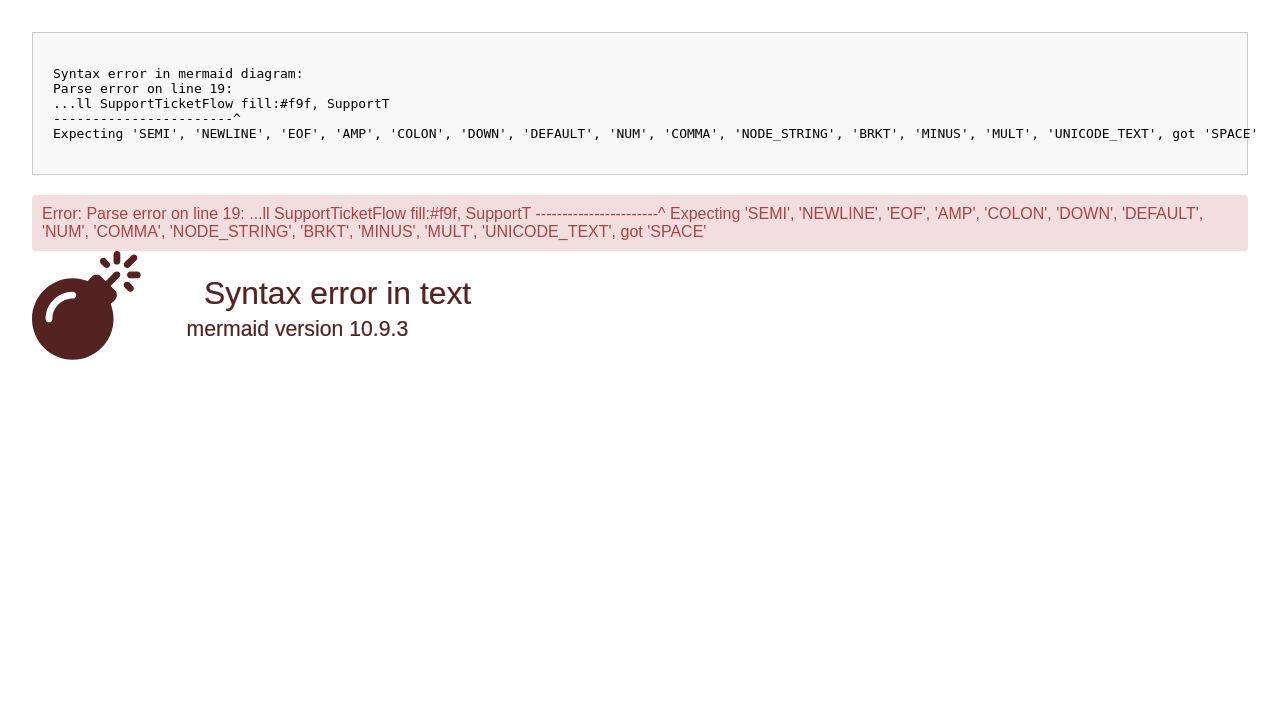 Syntax error in mermaid diagram:
Parse error on line 19:
...ll SupportTicketFlow fill:#f9f, SupportT
-----------------------^
Expecting 'SEMI', 'NEWLINE', 'EOF', 'AMP', 'COLON', 'DOWN', 'DEFAULT', 'NUM', 'COMMA', 'NODE_STRING', 'BRKT', 'MINUS', 'MULT', 'UNICODE_TEXT', got 'SPACE'
Error: Parse error on line 19: ...ll SupportTicketFlow fill:#f9f, SupportT -----------------------^ Expecting 'SEMI', 'NEWLINE', 'EOF', 'AMP', 'COLON', 'DOWN', 'DEFAULT',
'NUM', 'COMMA', 'NODE_STRING', 'BRKT', 'MINUS', 'MULT', 'UNICODE_TEXT', got 'SPACE'
Syntax error in text
mermaid version 10.9.3